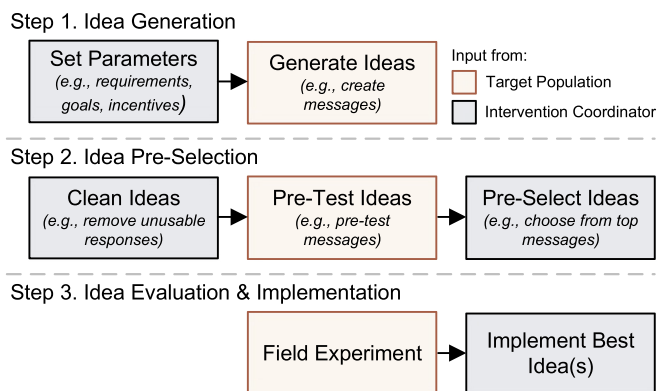 Step 1. Idea Generation
Set Parameters
(e.g., requirements,
goals, incentives)
Generate Ideas
(e.g., create
messages)
Input from:
Target Population
Intervention Coordinator
Step 2. Idea Pre-Selection
Clean Ideas
(e.g., remove unusable
responses)
Pre-Test Ideas
(e.g., pre-test
messages)
Pre-Select Ideas
(e.g., choose from top
messages)
Step 3. Idea Evaluation & Implementation
Field Experiment
Implement Best
Idea(s)